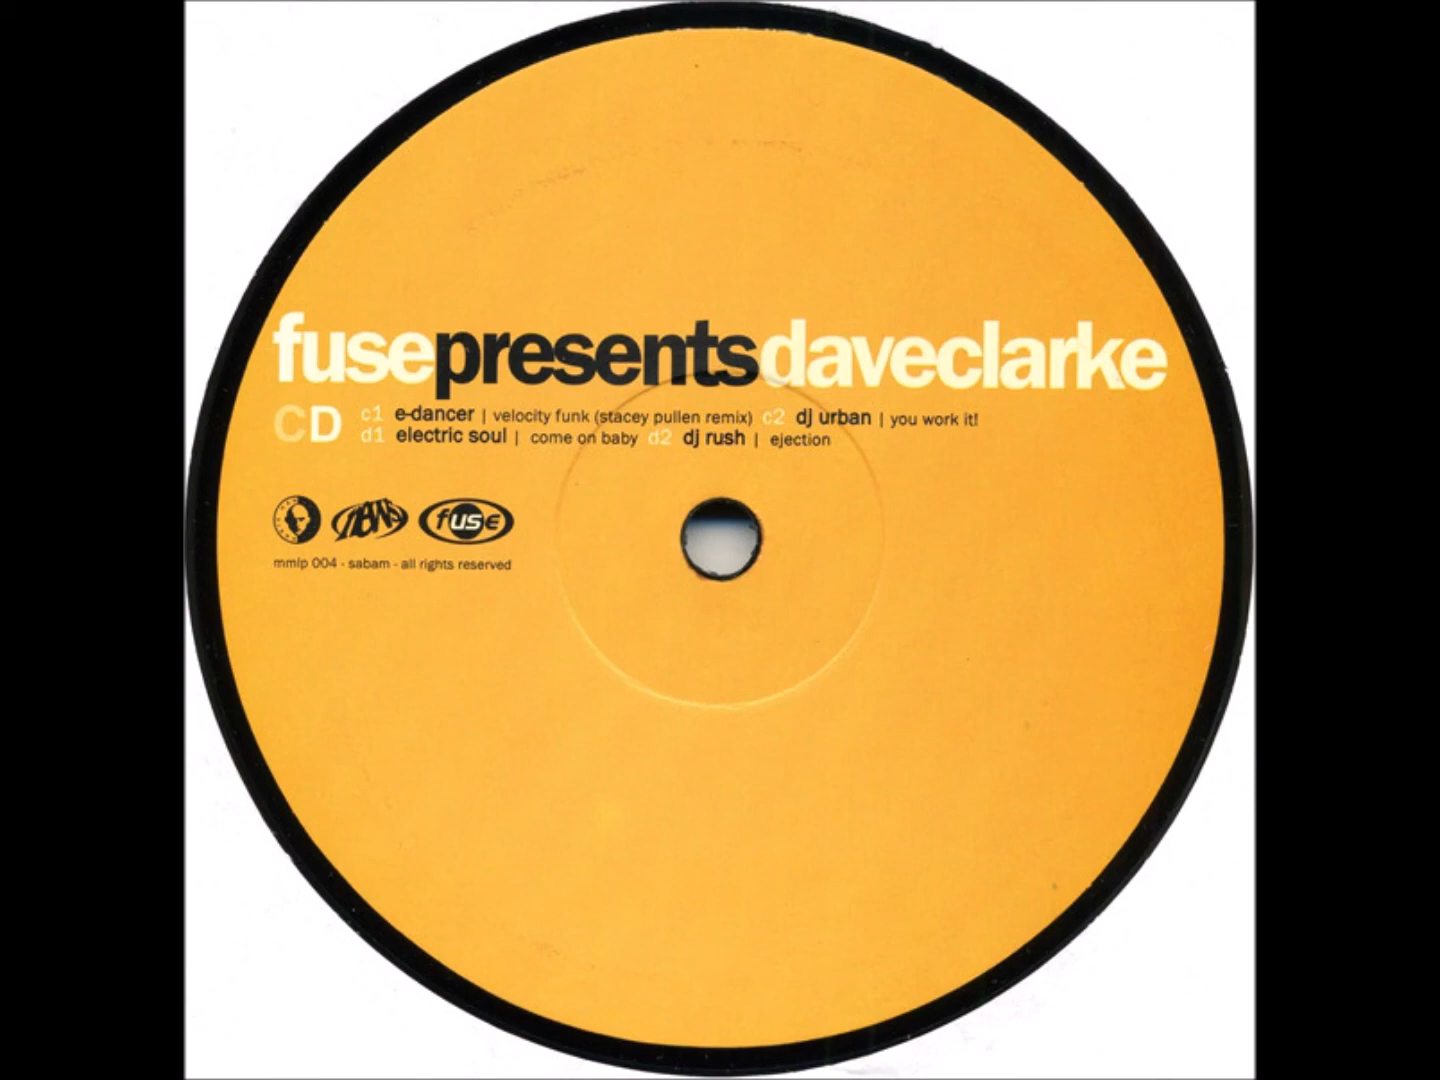 fusepresentsdaveclarke
CD c1 e-dancer | velocity funk (stacey pullen remix) c2 dj urban | you work it!
d1 electric soul | come on baby d2 dj rush | ejection
fuse
mmlp 004 - sabam - all rights reserved